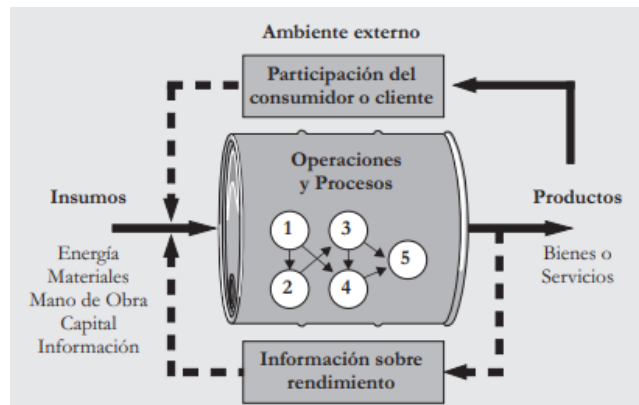 Ambiente externo
Participación del
consumidor o cliente
Operaciones
y Procesos
1
3
5
2
4
Insumos
Energía
Materiales
Mano de Obra
Capital
Información
Productos
Bienes o
Servicios
Información sobre
rendimiento